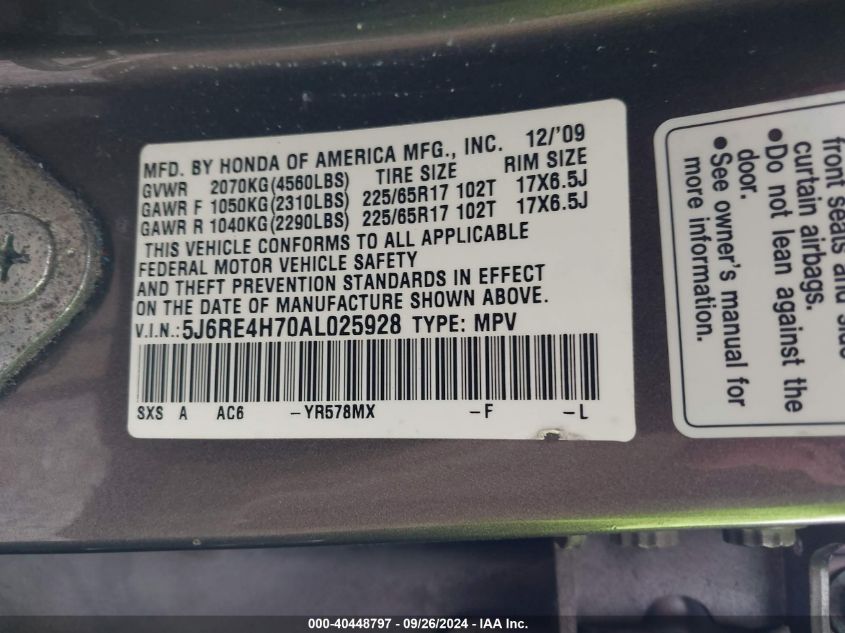 MFD. BY HONDA OF AMERICA MFG., INC. 12/'09
GVWR 2070KG(4560LBS) TIRE SIZE RIM SIZE
GAWR F 1050KG(2310LBS) 225/65R17 102T 17X6.5J
GAWR R 1040KG(2290LBS) 225/65R17 102T 17X6.5J
THIS VEHICLE CONFORMS TO ALL APPLICABLE
FEDERAL MOTOR VEHICLE SAFETY
AND THEFT PREVENTION STANDARDS IN EFFECT
ON THE DATE OF MANUFACTURE SHOWN ABOVE.
V.I.N.: 5J6RE4H70AL025928 TYPE: MPV
SXS A AC6 -YR578MX -F -L
front seats and side
curtain airbags.
•Do not lean against the
door.
•See owner's manual for
more information.
000-40448797 - 09/26/2024 - IAA Inc.